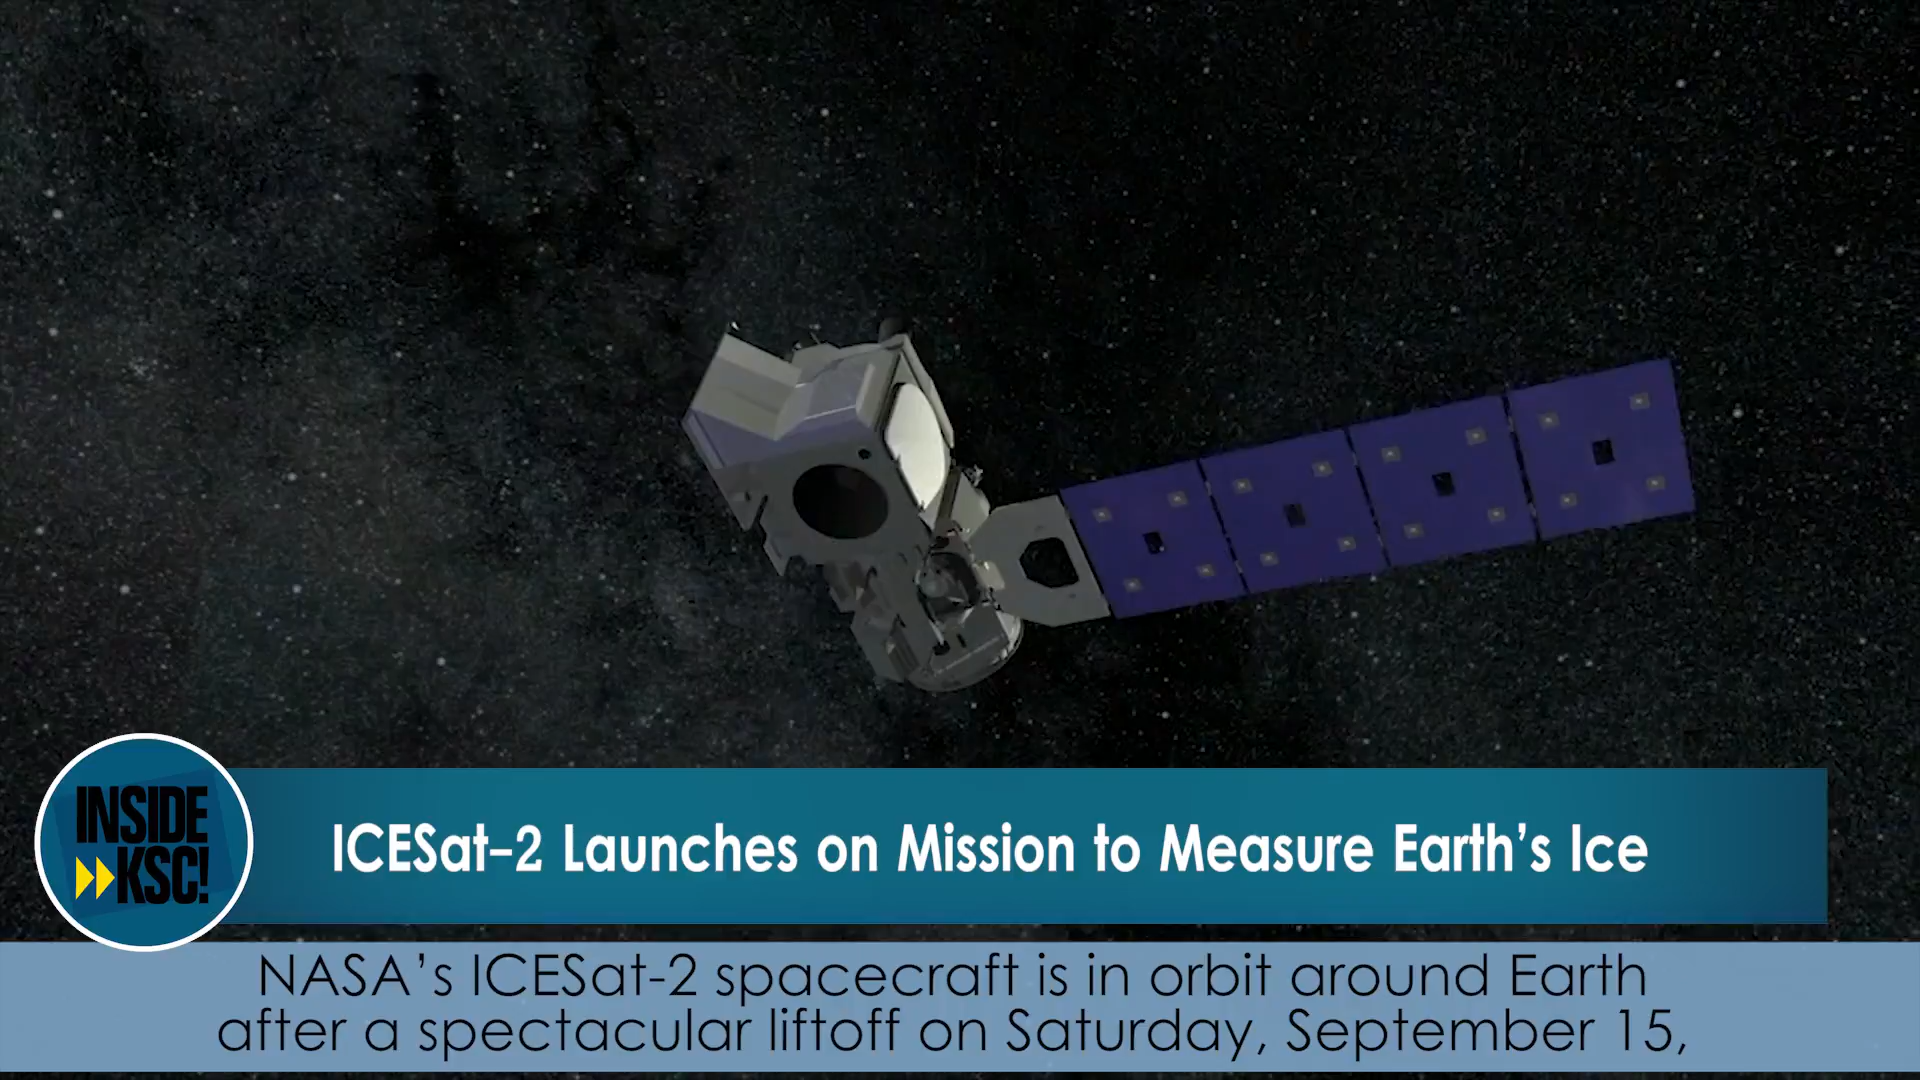 INSIDE
KSC!
ICESat-2 Launches on Mission to Measure Earth's Ice
NASA's ICESat-2 spacecraft is in orbit around Earth
after a spectacular liftoff on Saturday, September 15,